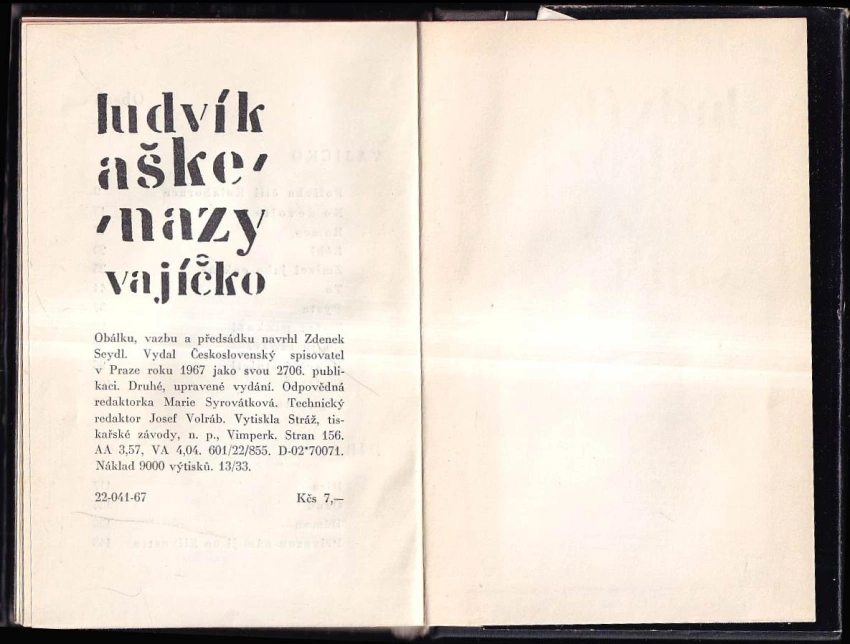 ludvík
aške-
-nazy
vajíčko
Obálku, vazbu a předsádku navrhl Zdenek
Seydl. Vydal Československý spisovatel
v Praze roku 1967 jako svou 2706. publi-
kaci. Druhé, upravené vydání. Odpovědná
redaktorka Marie Syrovátková. Technický
redaktor Josef Volráb. Vytiskla Stráž, tis-
kařské závody, n. p., Vimperk. Stran 156.
AA 3,57, VA 4,04. 601/22/855. D-02*70071.
Náklad 9000 výtisků. 13/33.
22-041-67 Kčs 7,—